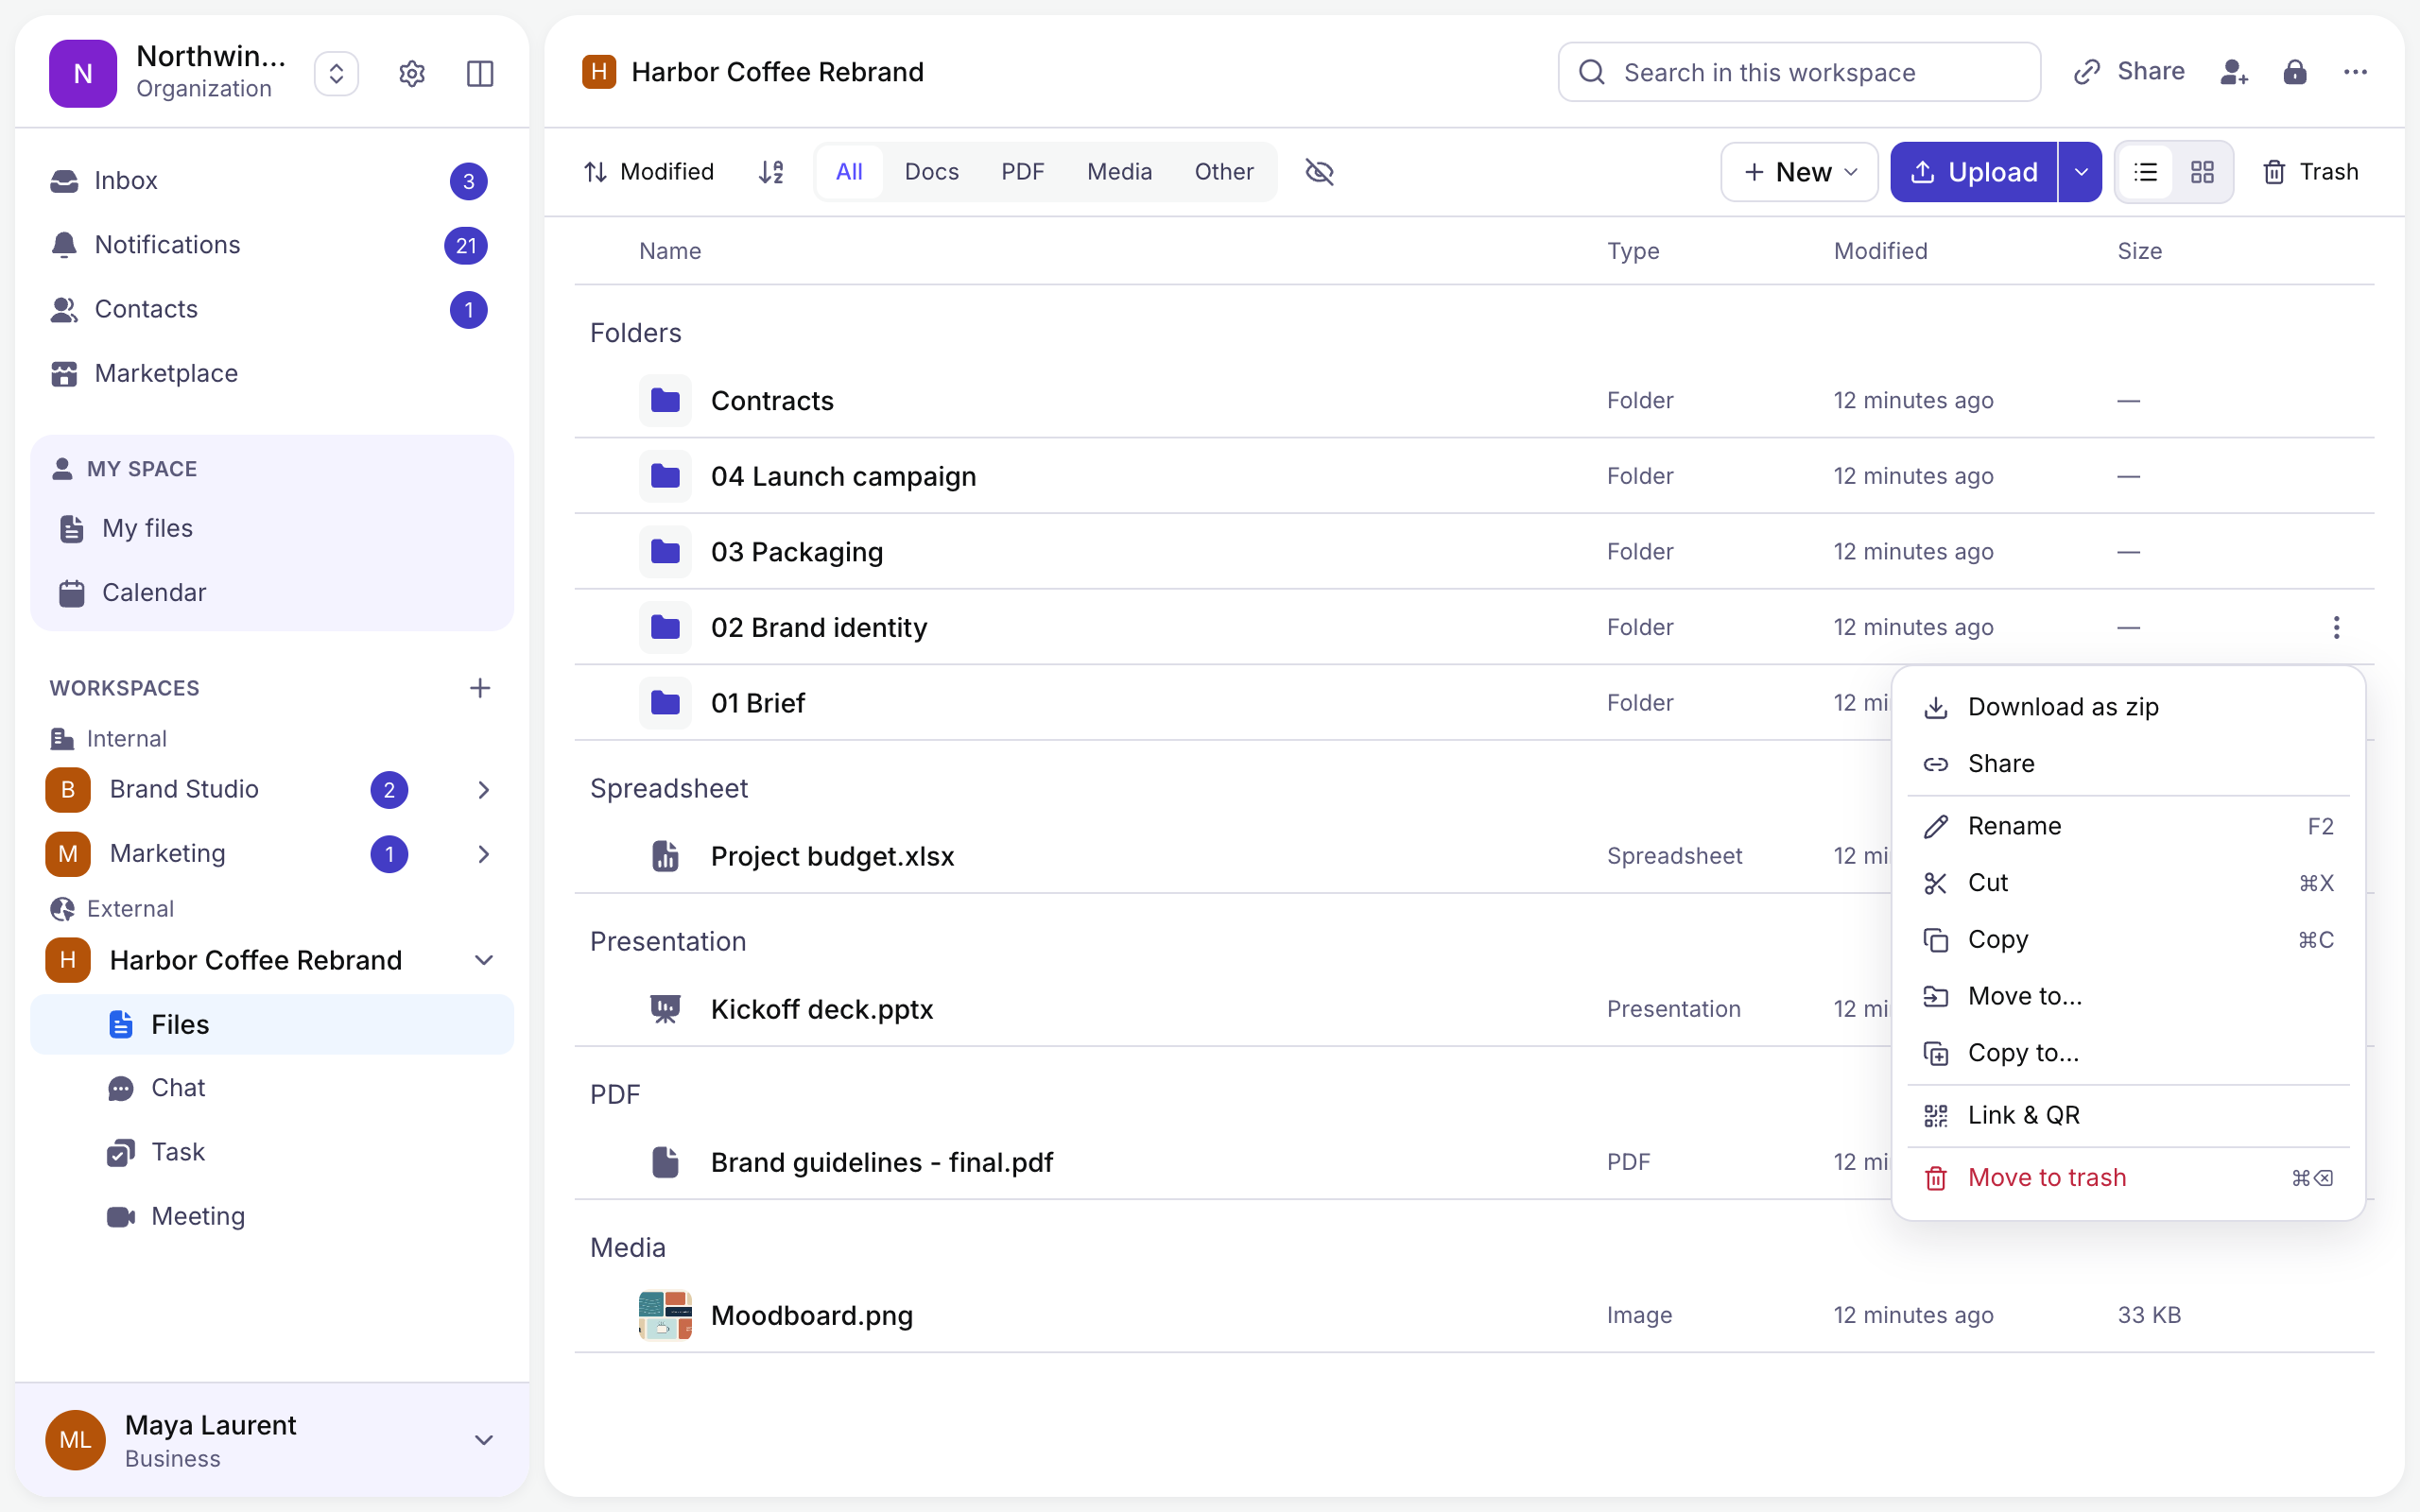 N
Northwin...
Organization
Inbox
3
Notifications
21
Contacts
1
Marketplace
MY SPACE
My files
Calendar
WORKSPACES
Internal
B Brand Studio 2
M Marketing 1
External
H Harbor Coffee Rebrand
Files
Chat
Task
Meeting
ML
Maya Laurent
Business
H Harbor Coffee Rebrand
Search in this workspace
Share
Modified
All Docs PDF Media Other
New
Upload
Trash
Name Type Modified Size
Folders
Contracts Folder 12 minutes ago —
04 Launch campaign Folder 12 minutes ago —
03 Packaging Folder 12 minutes ago —
02 Brand identity Folder 12 minutes ago —
01 Brief Folder 12 mi
Spreadsheet
Project budget.xlsx Spreadsheet 12 mi
Presentation
Kickoff deck.pptx Presentation 12 mi
PDF
Brand guidelines - final.pdf PDF 12 mi
Media
Moodboard.png Image 12 minutes ago 33 KB
Download as zip
Share
Rename F2
Cut ⌘X
Copy ⌘C
Move to...
Copy to...
Link & QR
Move to trash ⌘⌫